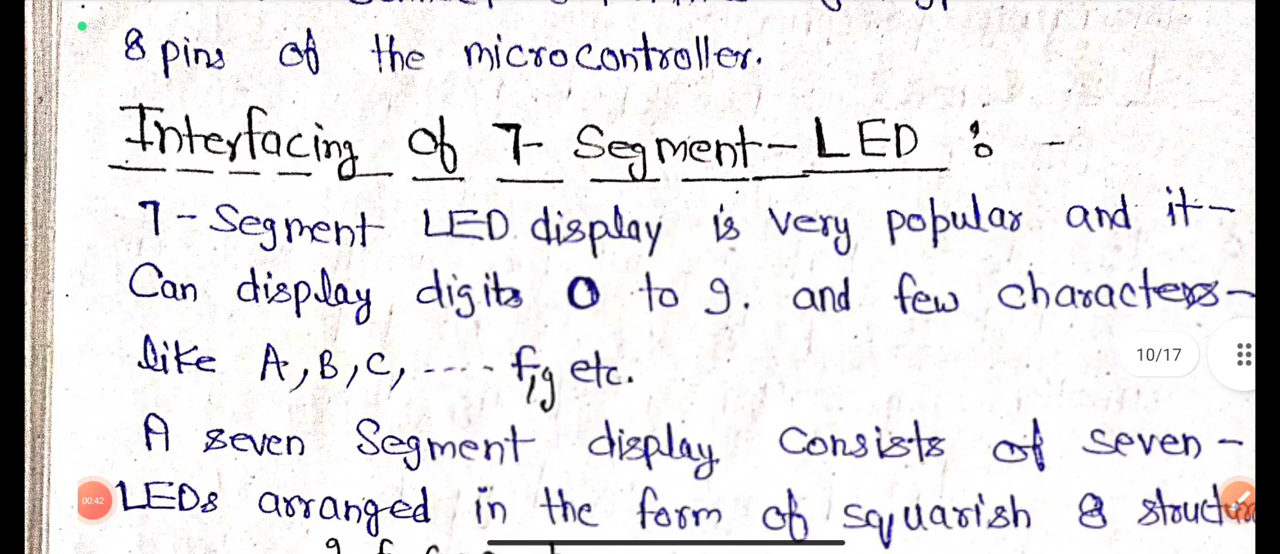 8 pins of the microcontroller.
Interfacing of 7-Segment-LED :-
7-Segment LED display is very popular and it-
Can display digits 0 to 9. and few characters-
like A,B,C,---- f,g etc.
10/17
A seven Segment display Consists of seven-
LEDs arranged in the form of squarish 8 structure
00:42